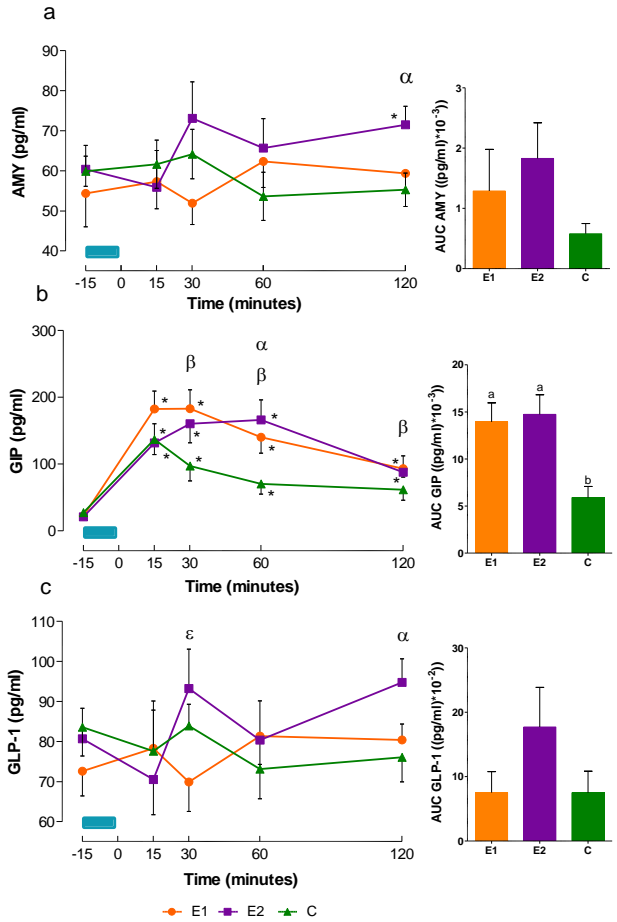 a
90
80
70
60
50
40
AMY (pg/ml)
α
*
-15 0 15 30 60 120
Time (minutes)
3
2
1
0
AUC AMY ((pg/ml)*10^-3))
E1 E2 C
b
300
200
100
0
GIP (pg/ml)
α
β β β
* * * * * * * * * *
-15 0 15 30 60 120
Time (minutes)
20
15
10
5
0
AUC GIP ((pg/ml)*10^-3)
a a b
E1 E2 C
c
110
100
90
80
70
60
GLP-1 (pg/ml)
ε α
-15 0 15 30 60 120
Time (minutes)
30
20
10
0
AUC GLP-1 ((pg/ml)*10^-2))
E1 E2 C
E1 E2 C